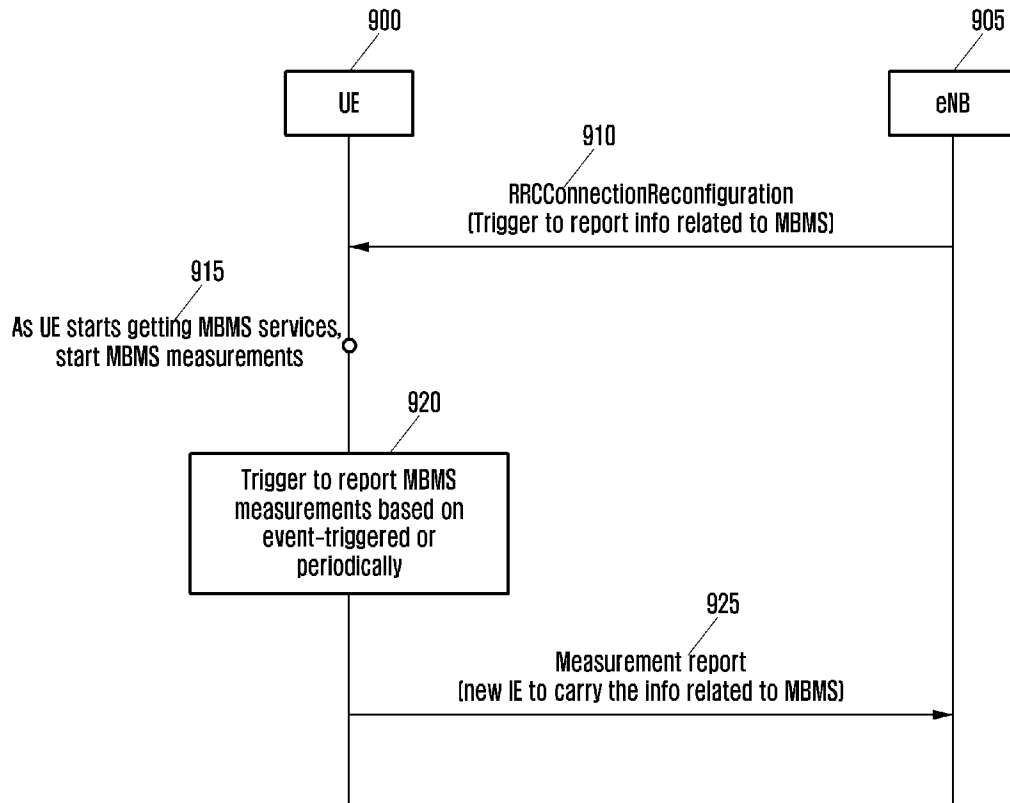 900
905
UE
eNB
910
RRCConnectionReconfiguration
(Trigger to report info related to MBMS)
915
As UE starts getting MBMS services,
start MBMS measurements
920
Trigger to report MBMS
measurements based on
event-triggered or
periodically
925
Measurement report
(new IE to carry the info related to MBMS)